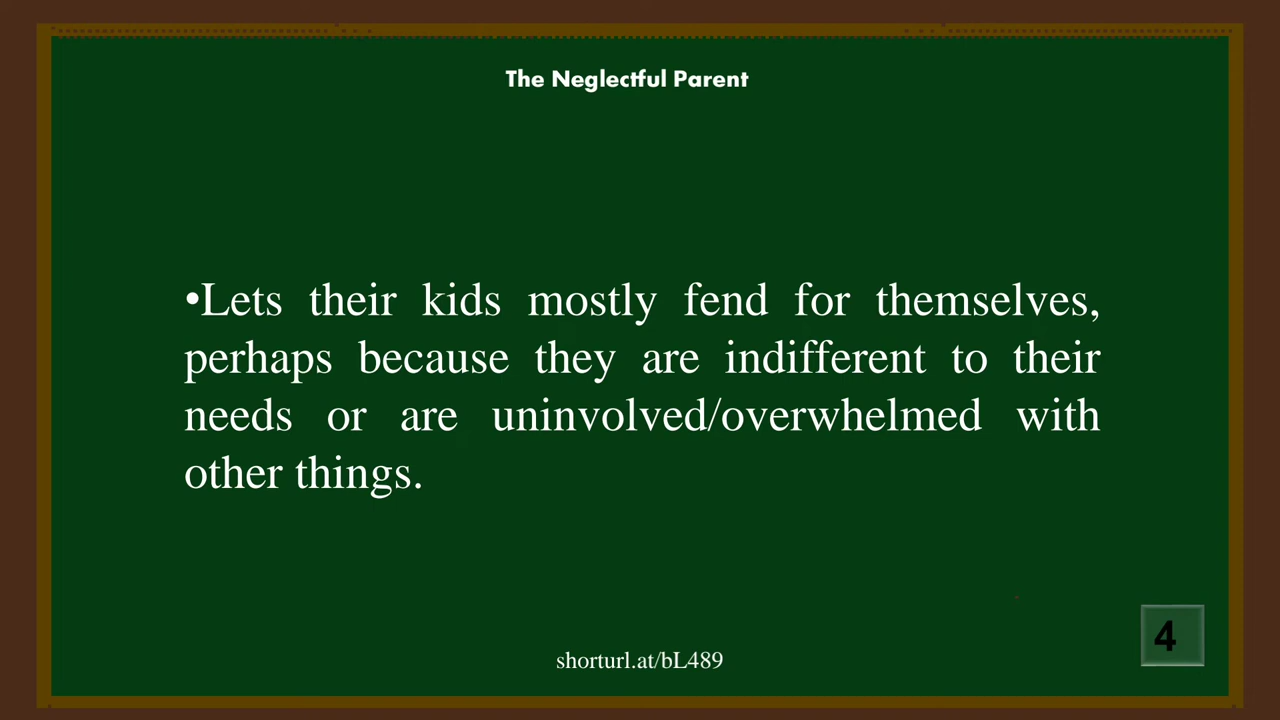 The Neglectful Parent
•Lets their kids mostly fend for themselves,
perhaps because they are indifferent to their
needs or are uninvolved/overwhelmed with
other things.
4
shorturl.at/bL489